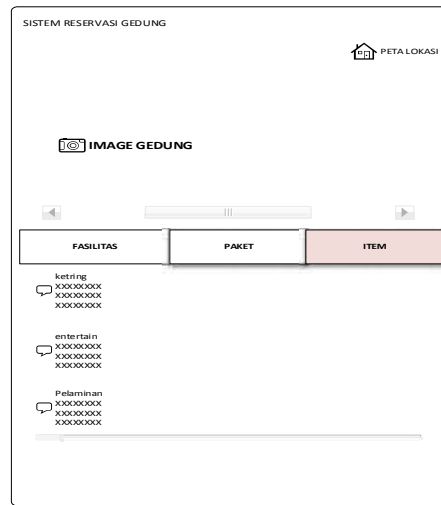 SISTEM RESERVASI GEDUNG
PETA LOKASI
IMAGE GEDUNG
FASILITAS PAKET ITEM
ketring
XXXXXXXX
XXXXXXXX
XXXXXXXX
entertain
XXXXXXXX
XXXXXXXX
XXXXXXXX
Pelaminan
XXXXXXXX
XXXXXXXX
XXXXXXXX